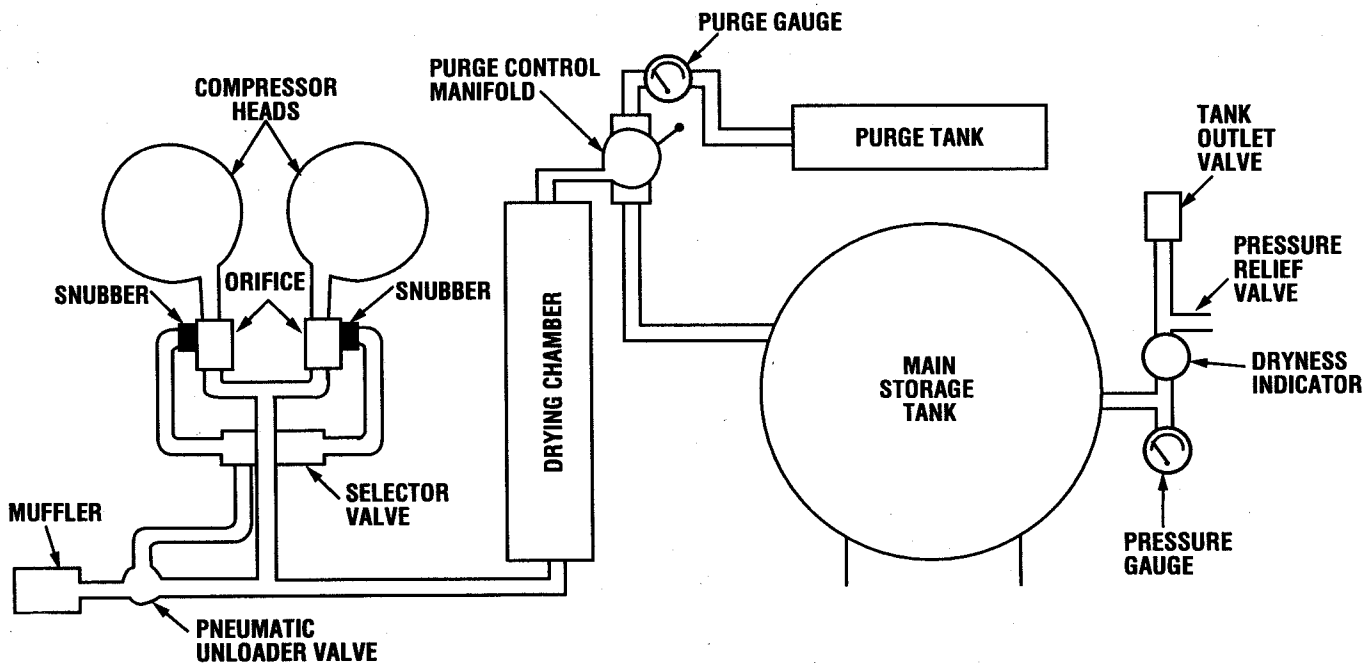 PURGE GAUGE
PURGE CONTROL
MANIFOLD
COMPRESSOR
HEADS
PURGE TANK
TANK
OUTLET
VALVE
PRESSURE
RELIEF
VALVE
SNUBBER
ORIFICE
SNUBBER
DRYING CHAMBER
MAIN
STORAGE
TANK
DRYNESS
INDICATOR
SELECTOR
VALVE
MUFFLER
PRESSURE
GAUGE
PNEUMATIC
UNLOADER VALVE